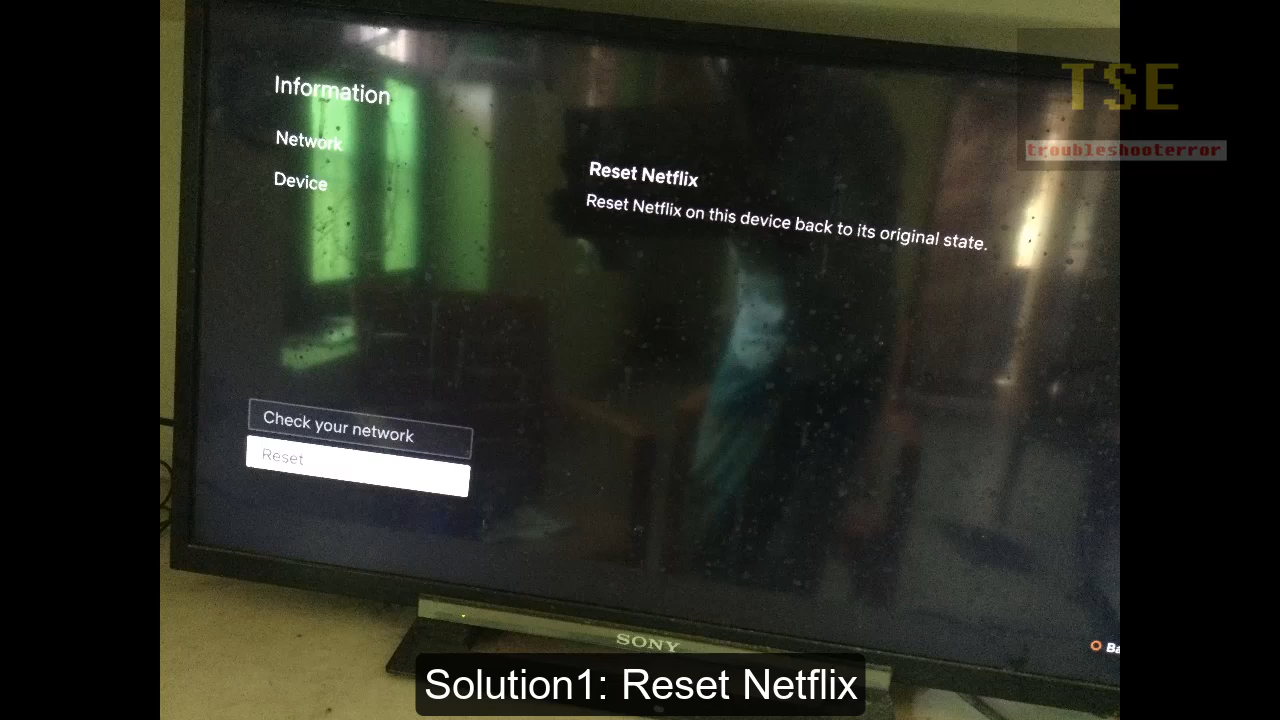 TSE
troubleshooterror
Information
Network
Device
Reset Netflix
Reset Netflix on this device back to its original state.
Check your network
Reset
Ba
SONY
Solution1: Reset Netflix